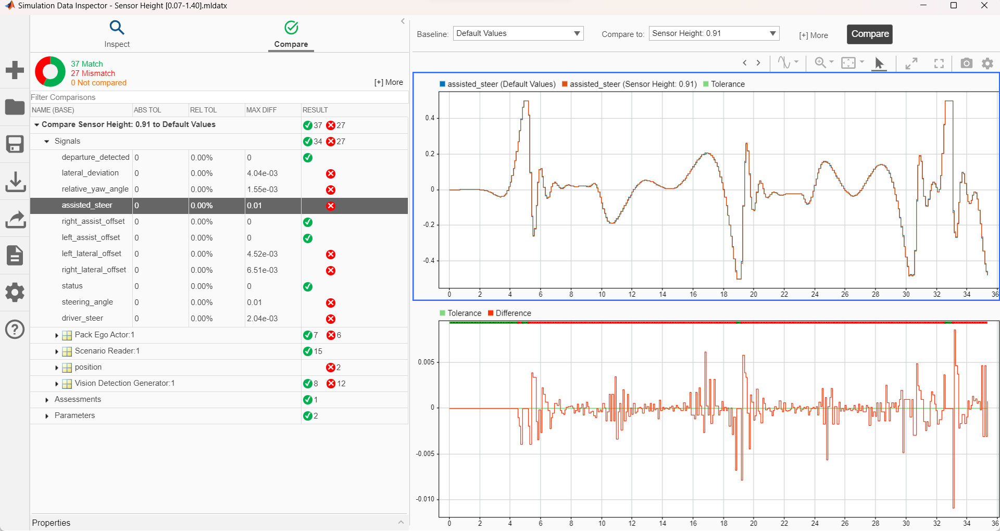 Simulation Data Inspector - Sensor Height [0.07-1.40].mldatx
Inspect
Compare
37 Match
27 Mismatch
0 Not compared
[+] More
Filter Comparisons
NAME (BASE) ABS TOL REL TOL MAX DIFF RESULT
Compare Sensor Height: 0.91 to Default Values 37 27
Signals 34 27
departure_detected 0 0.00% 0
lateral_deviation 0 0.00% 4.04e-03
relative_yaw_angle 0 0.00% 1.55e-03
assisted_steer 0 0.00% 0.01
right_assist_offset 0 0.00% 0
left_assist_offset 0 0.00% 0
left_lateral_offset 0 0.00% 4.52e-03
right_lateral_offset 0 0.00% 6.51e-03
status 0 0.00% 0
steering_angle 0 0.00% 0.01
driver_steer 0 0.00% 2.04e-03
Pack Ego Actor:1 7 6
Scenario Reader:1 15
position 2
Vision Detection Generator:1 8 12
Assessments 1
Parameters 2
Properties
Baseline: Default Values Compare to: Sensor Height: 0.91 [+] More Compare
assisted_steer (Default Values) assisted_steer (Sensor Height: 0.91) Tolerance
0.4
0.2
0
-0.2
-0.4
0 2 4 6 8 10 12 14 16 18 20 22 24 26 28 30 32 34 36
Tolerance Difference
0.005
0
-0.005
-0.010
0 2 4 6 8 10 12 14 16 18 20 22 24 26 28 30 32 34 36